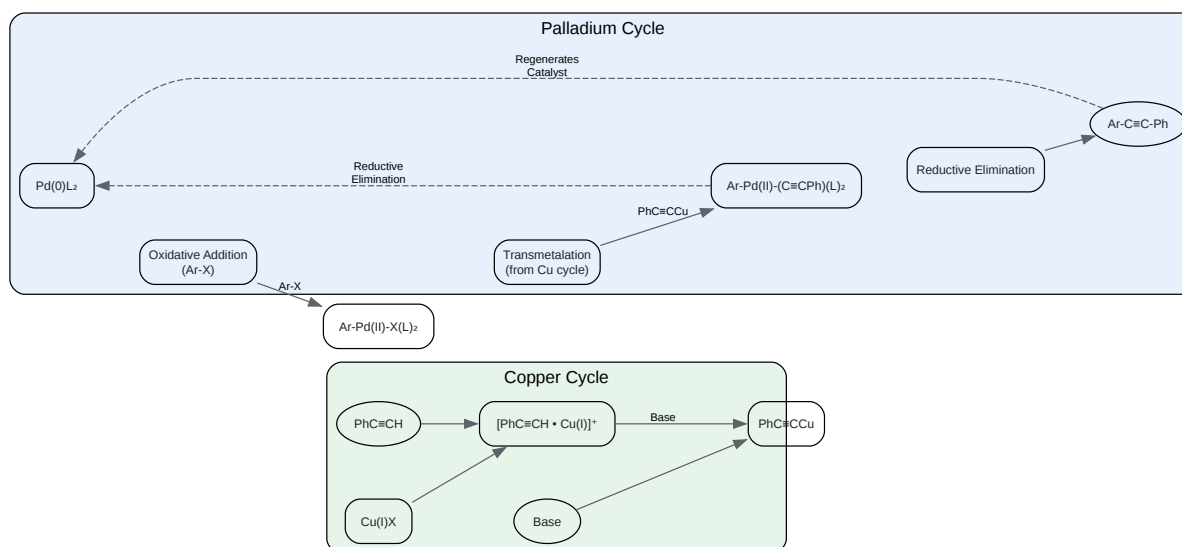 Palladium Cycle
Regenerates
Catalyst
Ar-C≡C-Ph
Reductive Elimination
Pd(0)L₂
Reductive
Elimination
Ar-Pd(II)-(C≡CPh)(L)₂
PhC≡CCu
Oxidative Addition
(Ar-X)
Transmetalation
(from Cu cycle)
Ar-X
Ar-Pd(II)-X(L)₂
Copper Cycle
PhC≡CH
[PhC≡CH • Cu(I)]⁺
Base
PhC≡CCu
Cu(I)X
Base